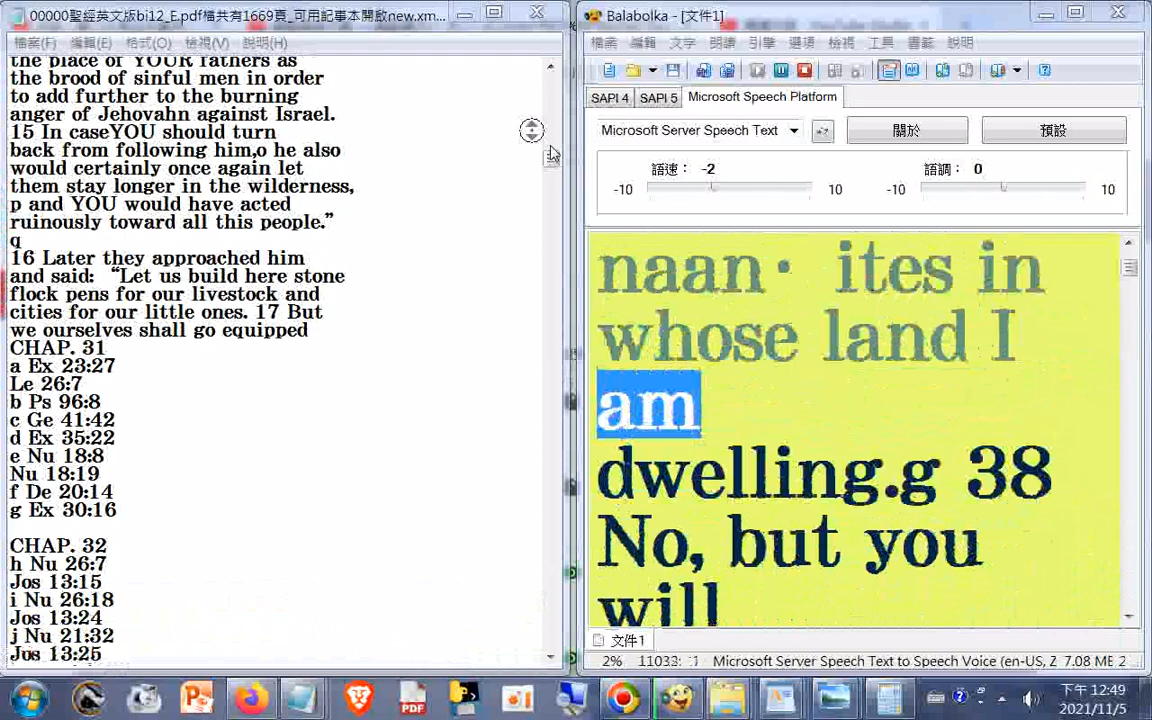 00000聖經英文版bi12_E.pdf檔共有1669頁_可用記事本開啟new.xm...
檔案(F) 編輯(E) 格式(O) 檢視(V) 說明(H)
the place of YOUR fathers as
the brood of sinful men in order
to add further to the burning
anger of Jehovahn against Israel.
15 In caseYOU should turn
back from following him,o he also
would certainly once again let
them stay longer in the wilderness,
p and YOU would have acted
ruinously toward all this people.”
q
16 Later they approached him
and said: “Let us build here stone
flock pens for our livestock and
cities for our little ones. 17 But
we ourselves shall go equipped
CHAP. 31
a Ex 23:27
Le 26:7
b Ps 96:8
c Ge 41:42
d Ex 35:22
e Nu 18:8
Nu 18:19
f De 20:14
g Ex 30:16
CHAP. 32
h Nu 26:7
Jos 13:15
i Nu 26:18
Jos 13:24
j Nu 21:32
Jos 13:25
Balabolka - [文件1]
檔案 編輯 文字 朗讀 引擎 選項 檢視 工具 書籤 說明
SAPI 4 SAPI 5 Microsoft Speech Platform
Microsoft Server Speech Text 關於 預設
語速： -2 語調： 0
-10 10 -10 10
naan· ites in
whose land I
am
dwelling.g 38
No, but you
will
文件1
2% 11033: Microsoft Server Speech Text to Speech Voice (en-US, Z 7.08 MB 2
PDF
下午 12:49
2021/11/5